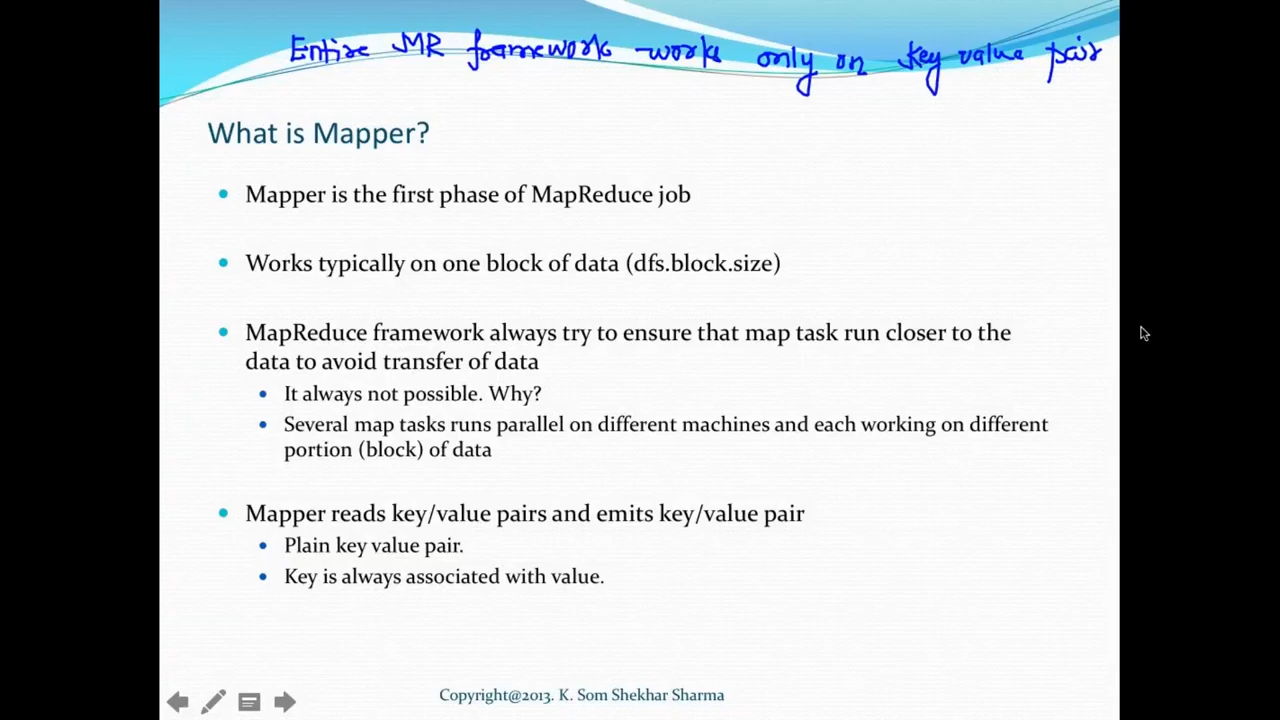 Entire MR framework works only on key value pair
What is Mapper?
• Mapper is the first phase of MapReduce job
• Works typically on one block of data (dfs.block.size)
• MapReduce framework always try to ensure that map task run closer to the
data to avoid transfer of data
• It always not possible. Why?
• Several map tasks runs parallel on different machines and each working on different
portion (block) of data
• Mapper reads key/value pairs and emits key/value pair
• Plain key value pair.
• Key is always associated with value.
Copyright@2013. K. Som Shekhar Sharma